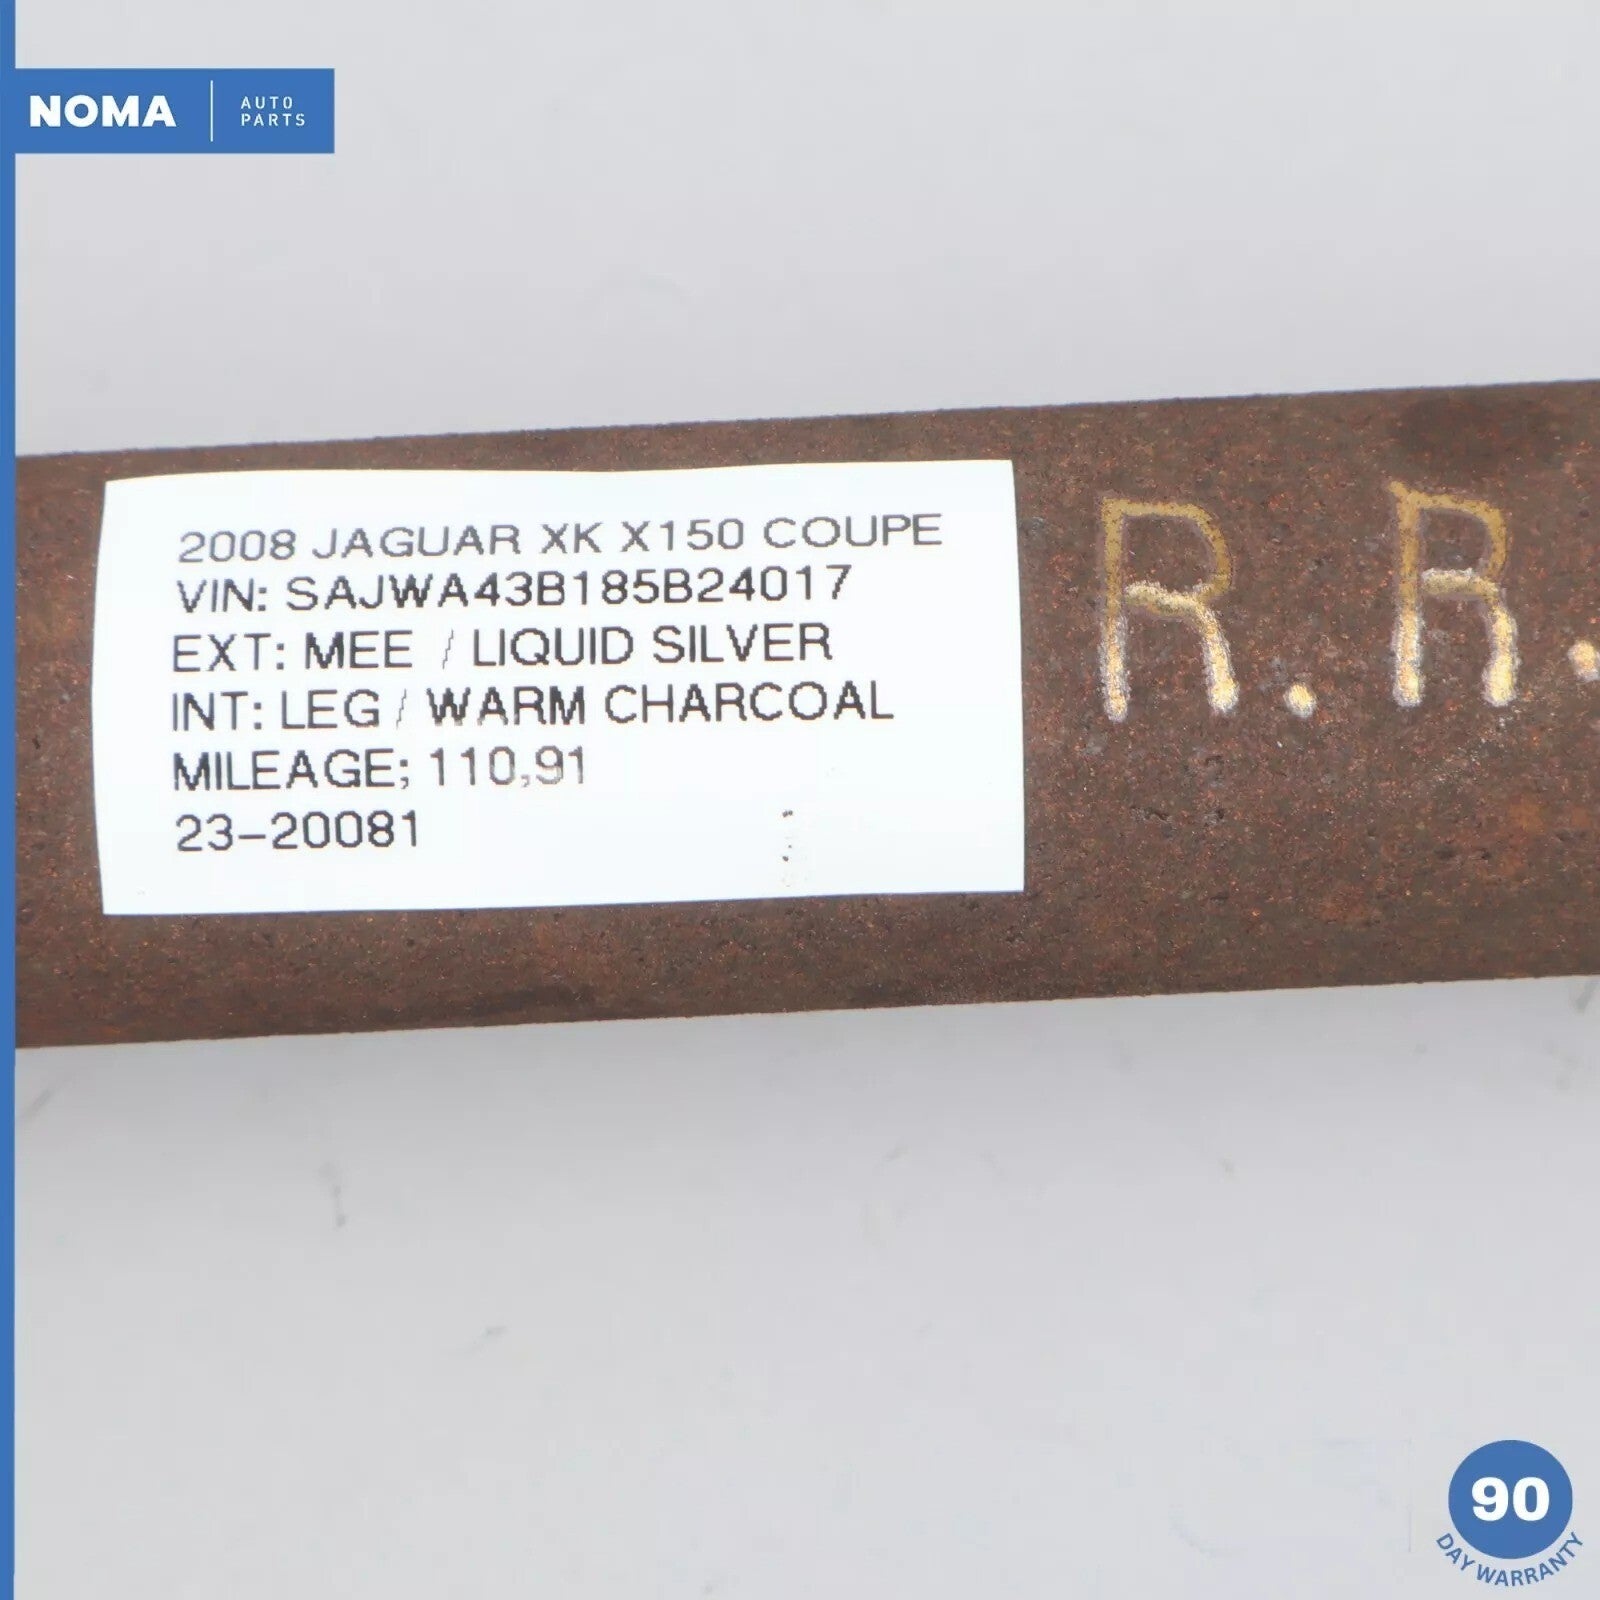 NOMA
AUTO
PARTS
2008 JAGUAR XK X150 COUPE
VIN: SAJWA43B185B24017
EXT: MEE / LIQUID SILVER
INT: LEG / WARM CHARCOAL
MILEAGE; 110,91
23-20081
R.R.
90
DAY WARRANTY